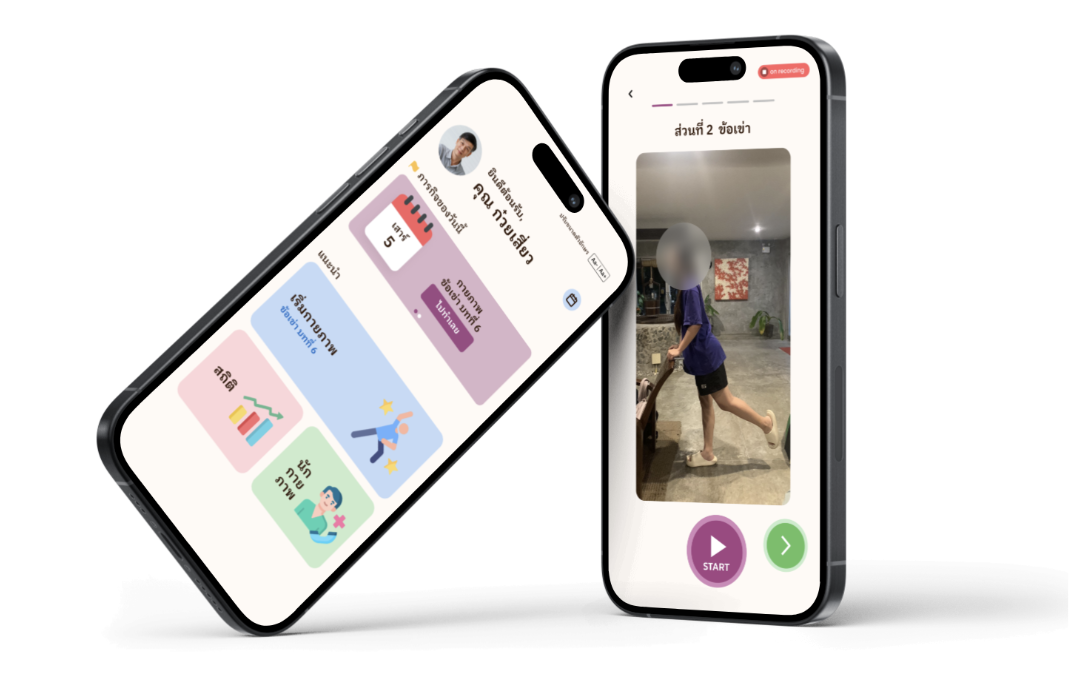 ยินดีต้อนรับ,
คุณ ก๋วยเสี่ยว
Aa-
Aa+
ภารกิจของวันนี้
เสาร์
5
กายภาพ
ข้อเข่า บทที่ 6
ไปทำเลย
แนะนำ
เริ่มกายภาพ
ข้อเข่า บทที่ 6
สถิติ
นัก
กาย
ภาพ
on recording
ส่วนที่ 2 ข้อเข่า
START